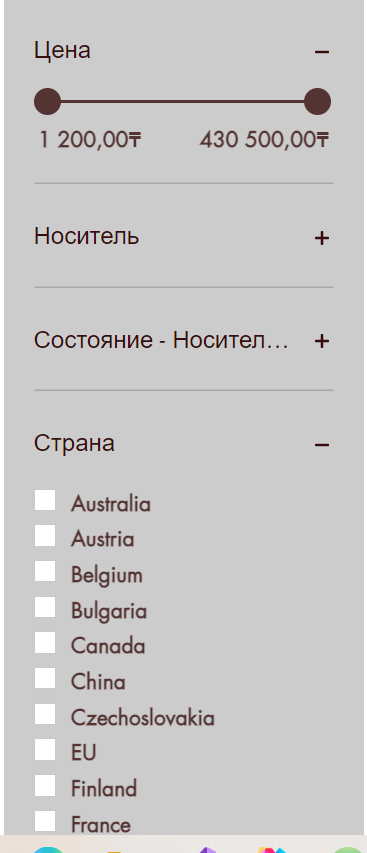 Цена
1 200,00₸ 430 500,00₸
Носитель
Состояние - Носител…
Страна
Australia
Austria
Belgium
Bulgaria
Canada
China
Czechoslovakia
EU
Finland
France